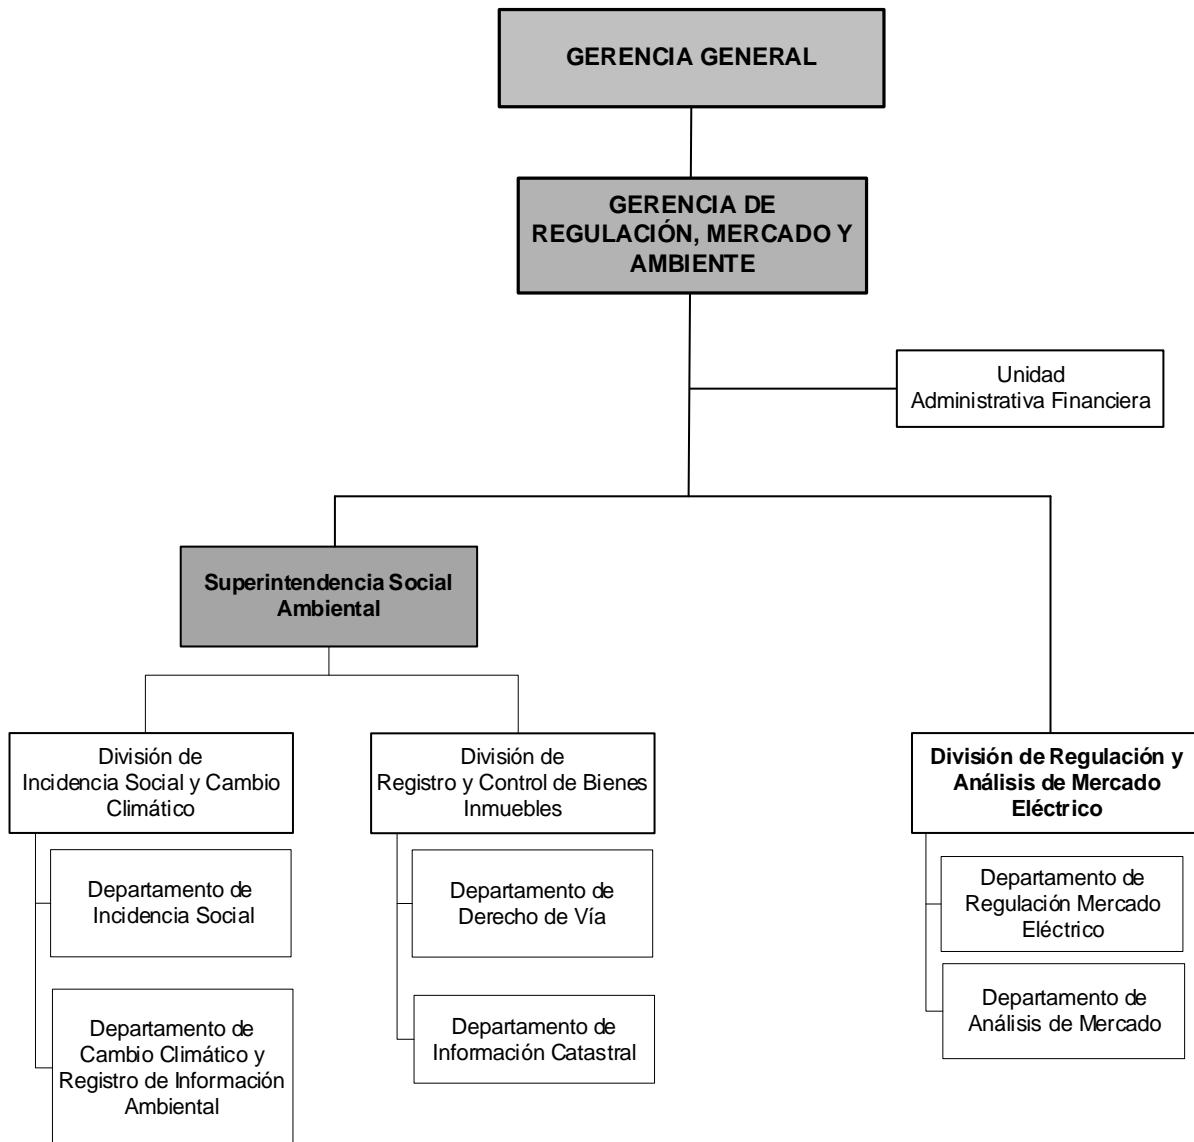 GERENCIA GENERAL
GERENCIA DE
REGULACIÓN, MERCADO Y
AMBIENTE
Unidad
Administrativa Financiera
Superintendencia Social
Ambiental
División de
Incidencia Social y Cambio
Climático
División de
Registro y Control de Bienes
Inmuebles
División de Regulación y
Análisis de Mercado
Eléctrico
Departamento de
Incidencia Social
Departamento de
Cambio Climático y
Registro de Información
Ambiental
Departamento de
Derecho de Vía
Departamento de
Información Catastral
Departamento de
Regulación Mercado
Eléctrico
Departamento de
Análisis de Mercado